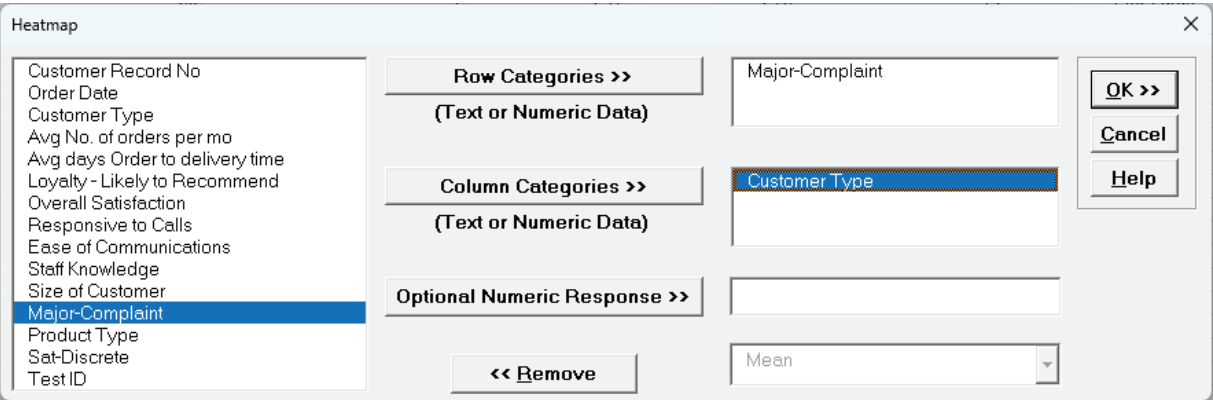 Heatmap
Customer Record No
Order Date
Customer Type
Avg No. of orders per mo
Avg days Order to delivery time
Loyalty - Likely to Recommend
Overall Satisfaction
Responsive to Calls
Ease of Communications
Staff Knowledge
Size of Customer
Major-Complaint
Product Type
Sat-Discrete
Test ID
Row Categories >>
(Text or Numeric Data)
Column Categories >>
(Text or Numeric Data)
Optional Numeric Response >>
<< Remove
Major-Complaint
Customer Type
Mean
OK >>
Cancel
Help